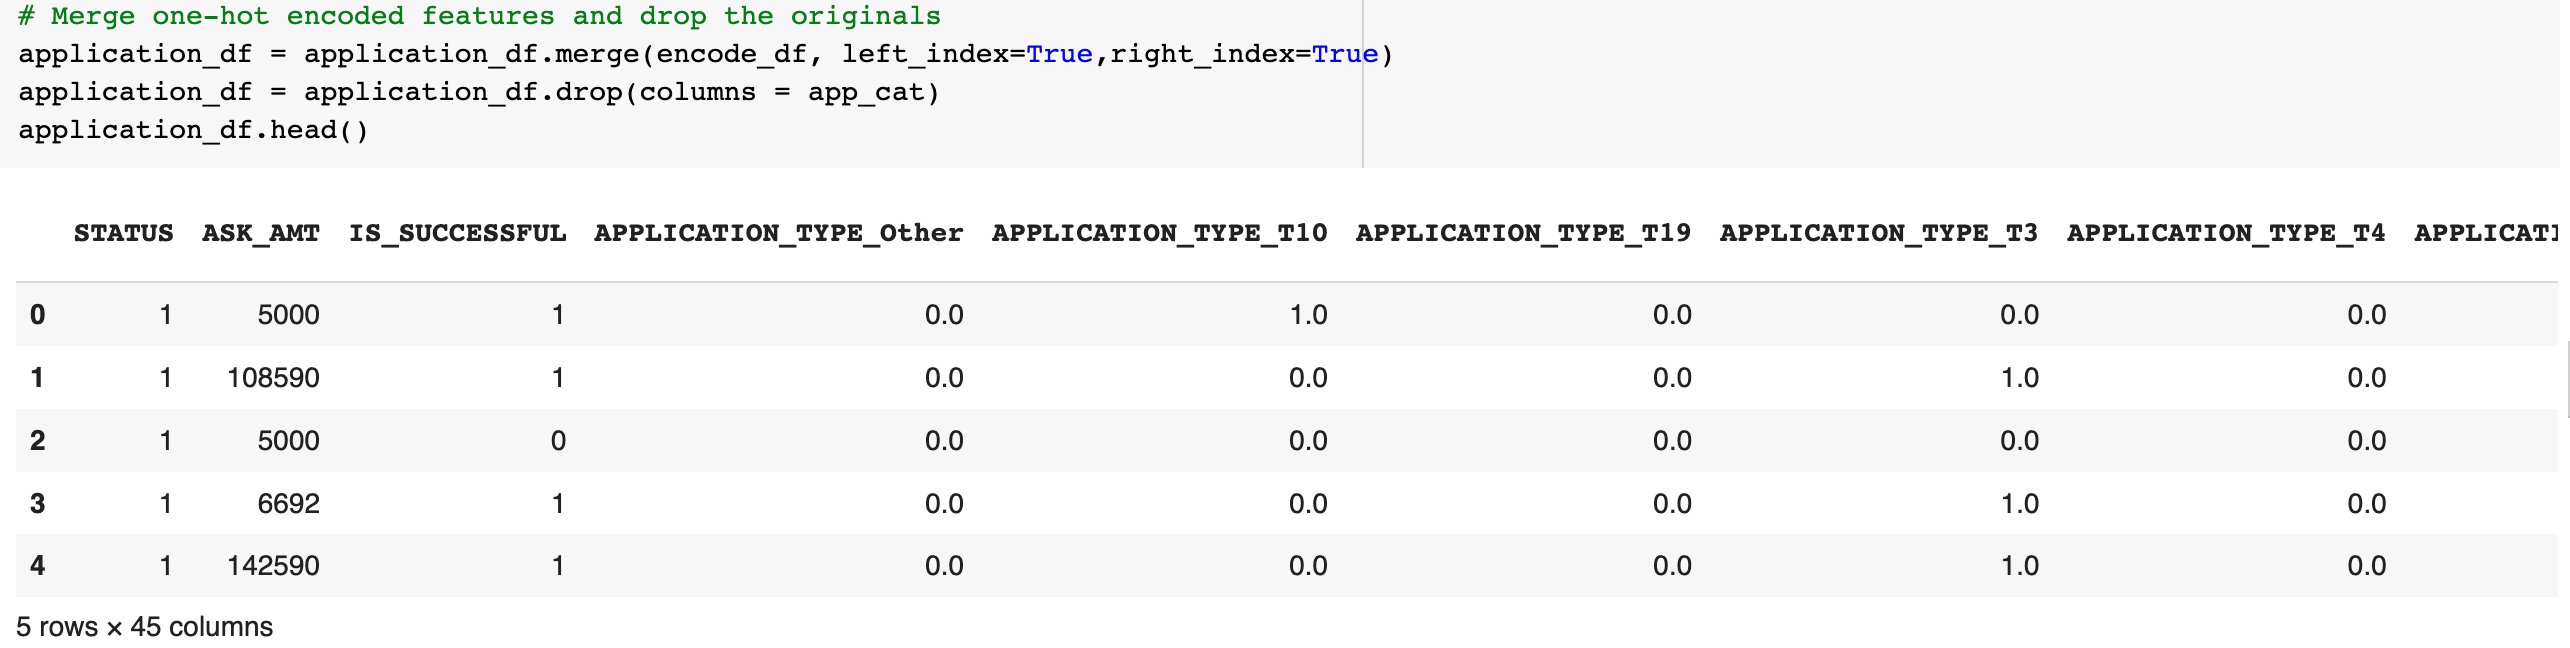 # Merge one-hot encoded features and drop the originals
application_df = application_df.merge(encode_df, left_index=True,right_index=True)
application_df = application_df.drop(columns = app_cat)
application_df.head()
STATUS ASK_AMT IS_SUCCESSFUL APPLICATION_TYPE_Other APPLICATION_TYPE_T10 APPLICATION_TYPE_T19 APPLICATION_TYPE_T3 APPLICATION_TYPE_T4
0 1 5000 1 0.0 1.0 0.0 0.0 0.0
1 1 108590 1 0.0 0.0 0.0 1.0 0.0
2 1 5000 0 0.0 0.0 0.0 0.0 0.0
3 1 6692 1 0.0 0.0 0.0 1.0 0.0
4 1 142590 1 0.0 0.0 0.0 1.0 0.0
5 rows × 45 columns